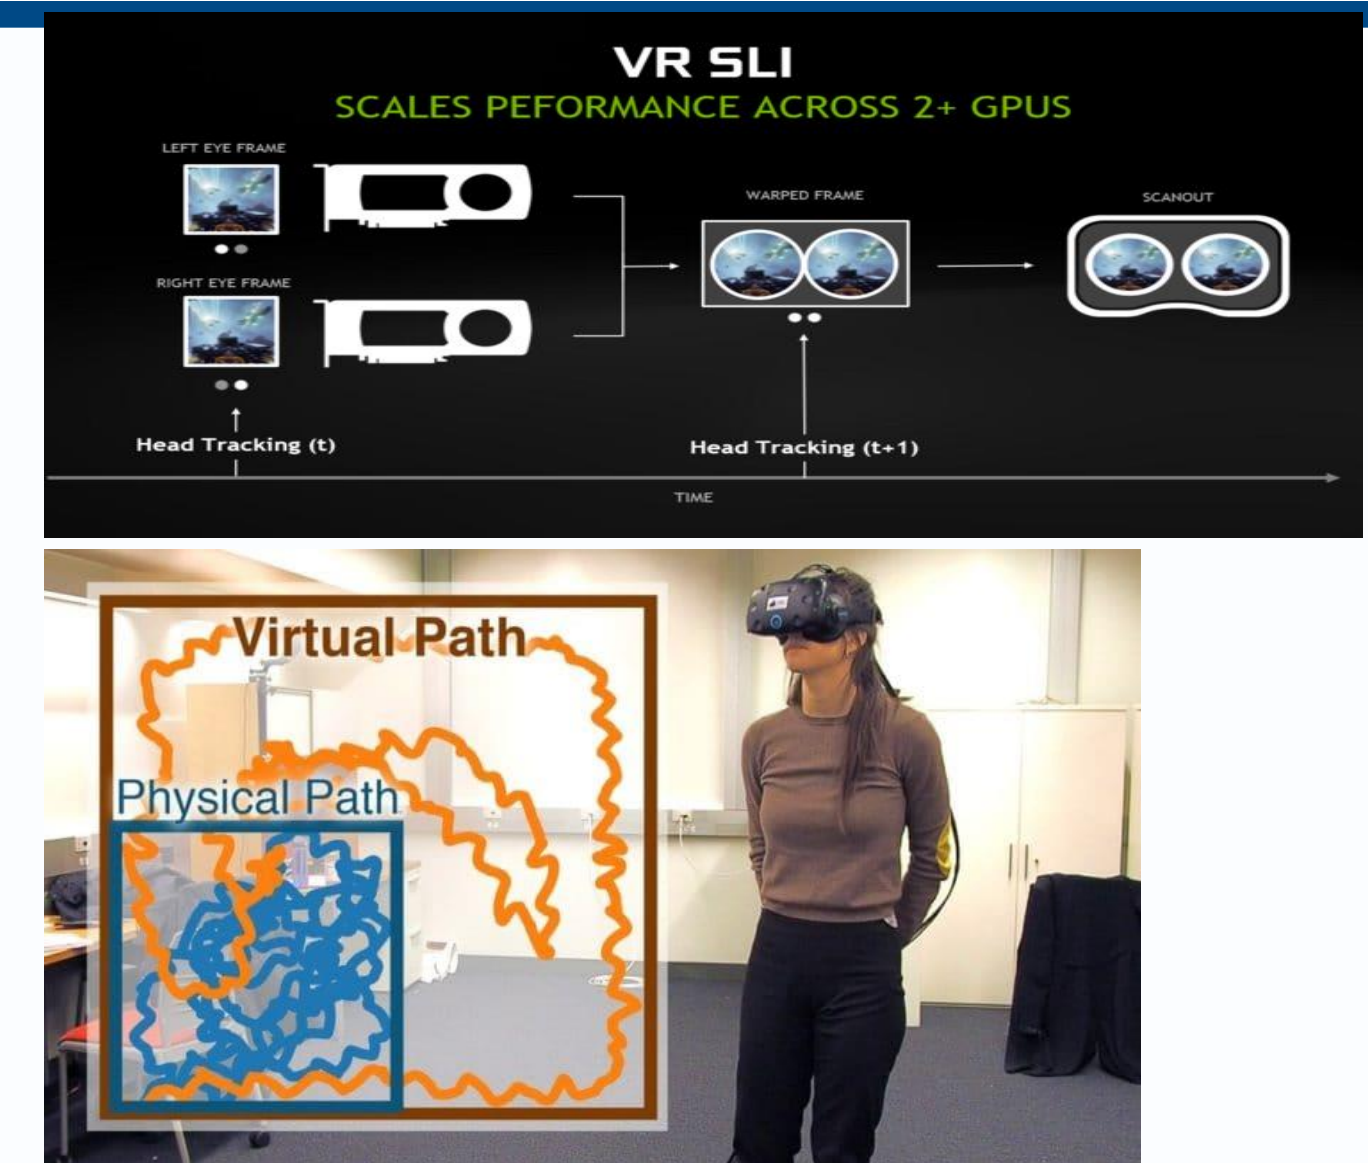 VR SLI
SCALES PEFORMANCE ACROSS 2+ GPUS
LEFT EYE FRAME
WARPED FRAME
SCANOUT
RIGHT EYE FRAME
Head Tracking (t)
Head Tracking (t+1)
TIME
Virtual Path
Physical Path